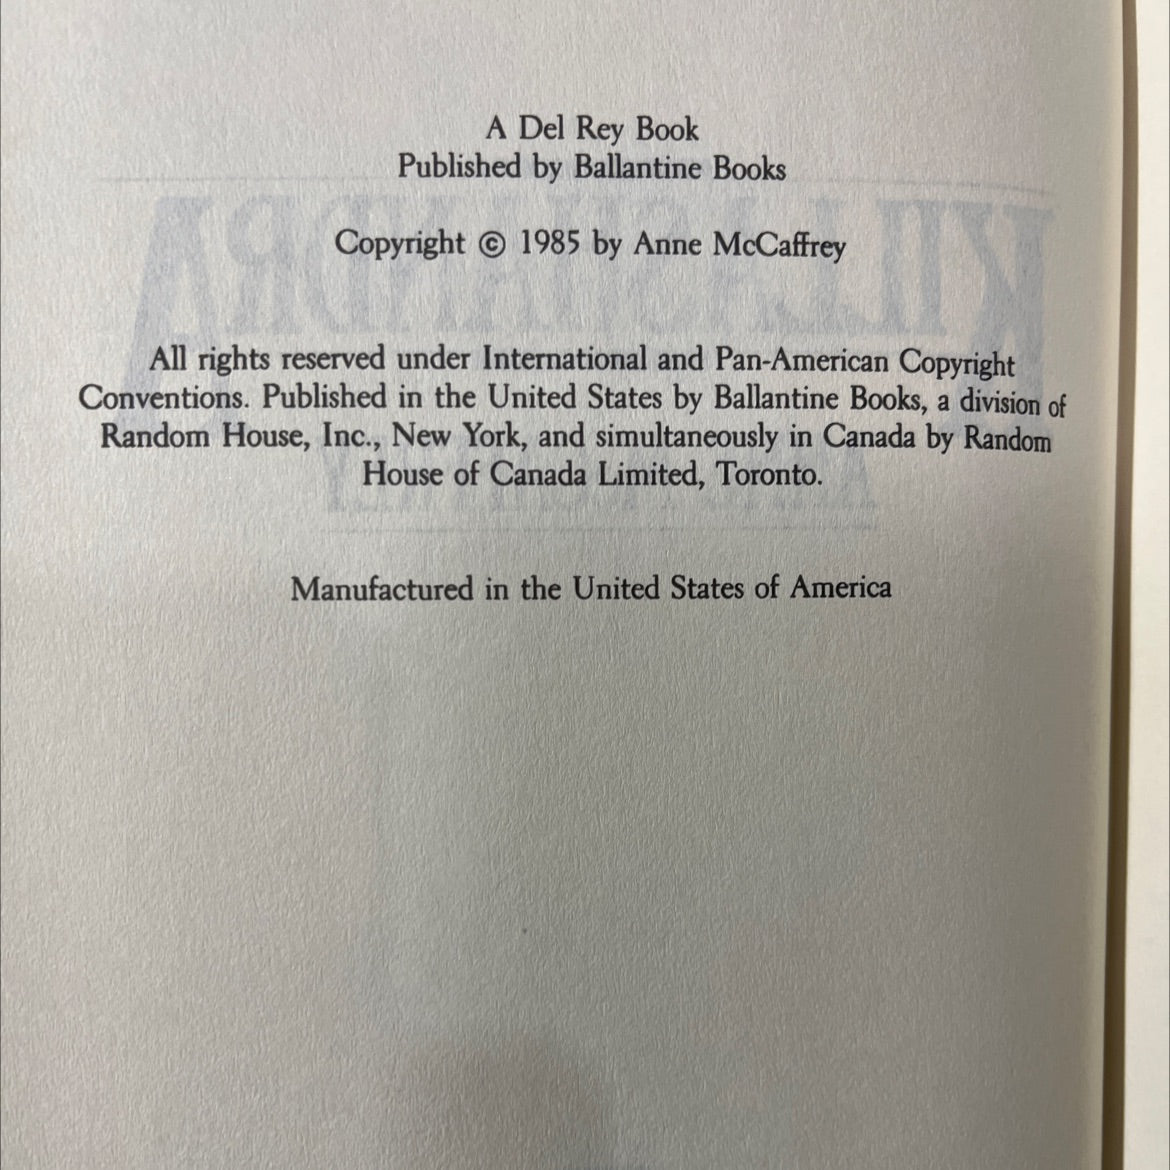 A Del Rey Book
Published by Ballantine Books
Copyright © 1985 by Anne McCaffrey
All rights reserved under International and Pan-American Copyright
Conventions. Published in the United States by Ballantine Books, a division of
Random House, Inc., New York, and simultaneously in Canada by Random
House of Canada Limited, Toronto.
Manufactured in the United States of America
KILLASHANDRA